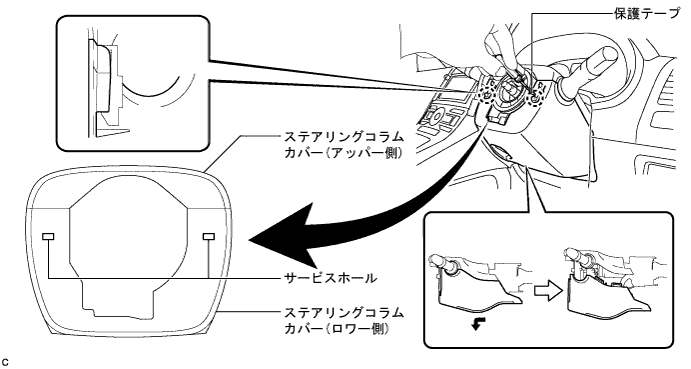 保護テープ
ステアリングコラム
カバー(アッパー側)
サービスホール
ステアリングコラム
カバー(ロワー側)
c